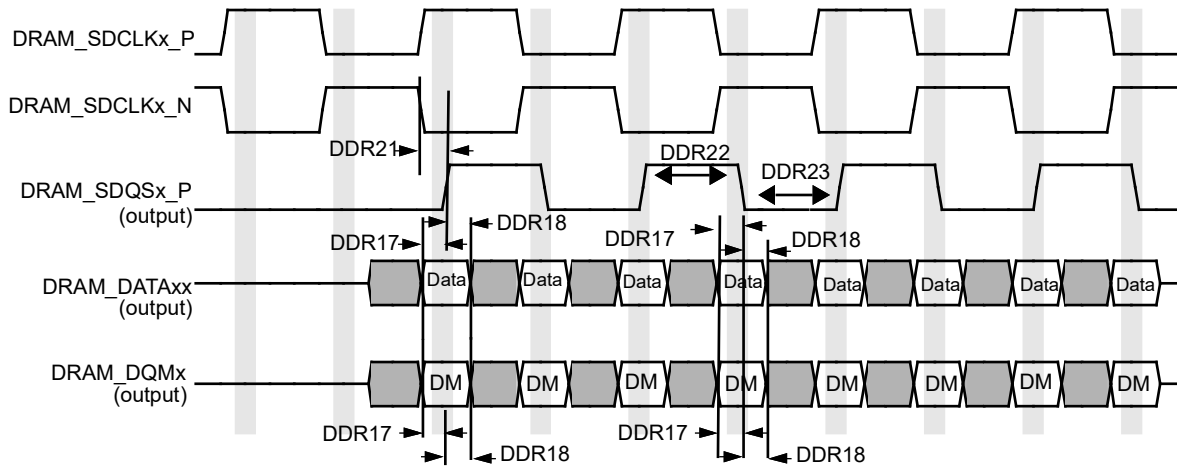 DRAM_SDCLKx_P
DRAM_SDCLKx_N
DDR21
DDR22
DDR23
DRAM_SDQSx_P
(output)
DDR18
DDR17
DDR17
DDR18
DRAM_DATAxx
(output)
Data
Data
Data
Data
Data
Data
Data
Data
DRAM_DQMx
(output)
DM
DM
DM
DM
DM
DM
DM
DM
DDR17
DDR18
DDR17
DDR18